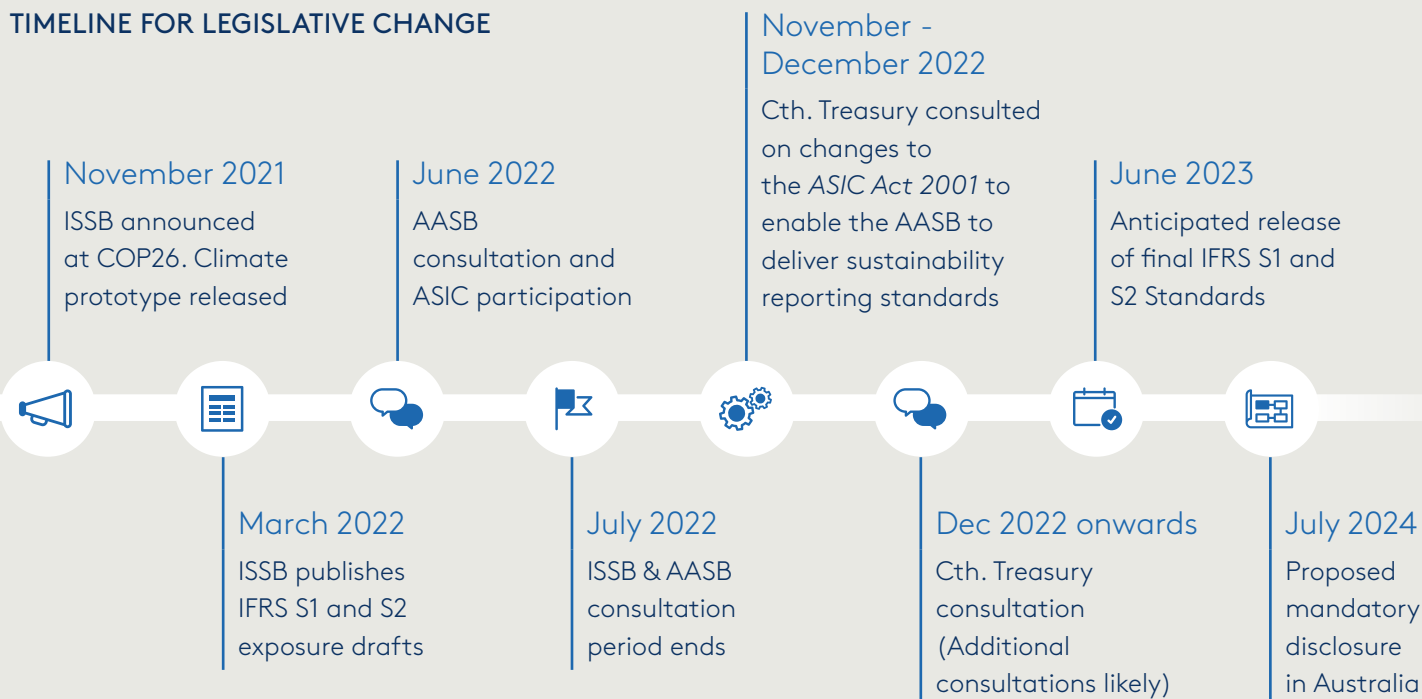 TIMELINE FOR LEGISLATIVE CHANGE
November 2021
ISSB announced
at COP26. Climate
prototype released
March 2022
ISSB publishes
IFRS S1 and S2
exposure drafts
June 2022
AASB
consultation and
ASIC participation
July 2022
ISSB & AASB
consultation
period ends
November -
December 2022
Cth. Treasury consulted
on changes to
the ASIC Act 2001 to
enable the AASB to
deliver sustainability
reporting standards
Dec 2022 onwards
Cth. Treasury
consultation
(Additional
consultations likely)
June 2023
Anticipated release
of final IFRS S1 and
S2 Standards
July 2024
Proposed
mandatory
disclosure
in Australia